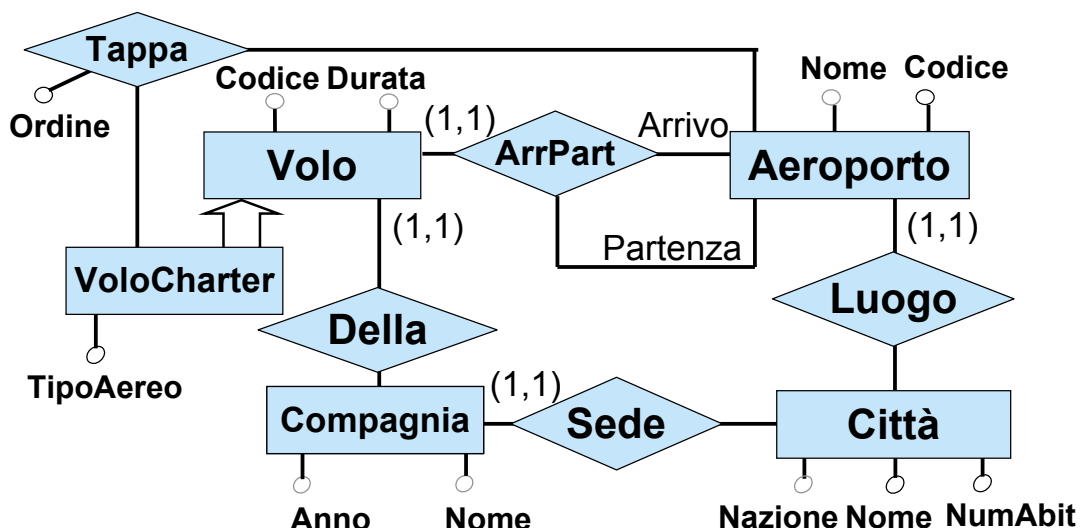 Tappa
Codice Durata
Nome Codice
Ordine
(1,1)
Arrivo
Volo
ArrPart
Aeroporto
(1,1)
Partenza
(1,1)
VoloCharter
Luogo
Della
TipoAereo
(1,1)
Compagnia
Sede
Città
Anno Nome
Nazione Nome NumAbit